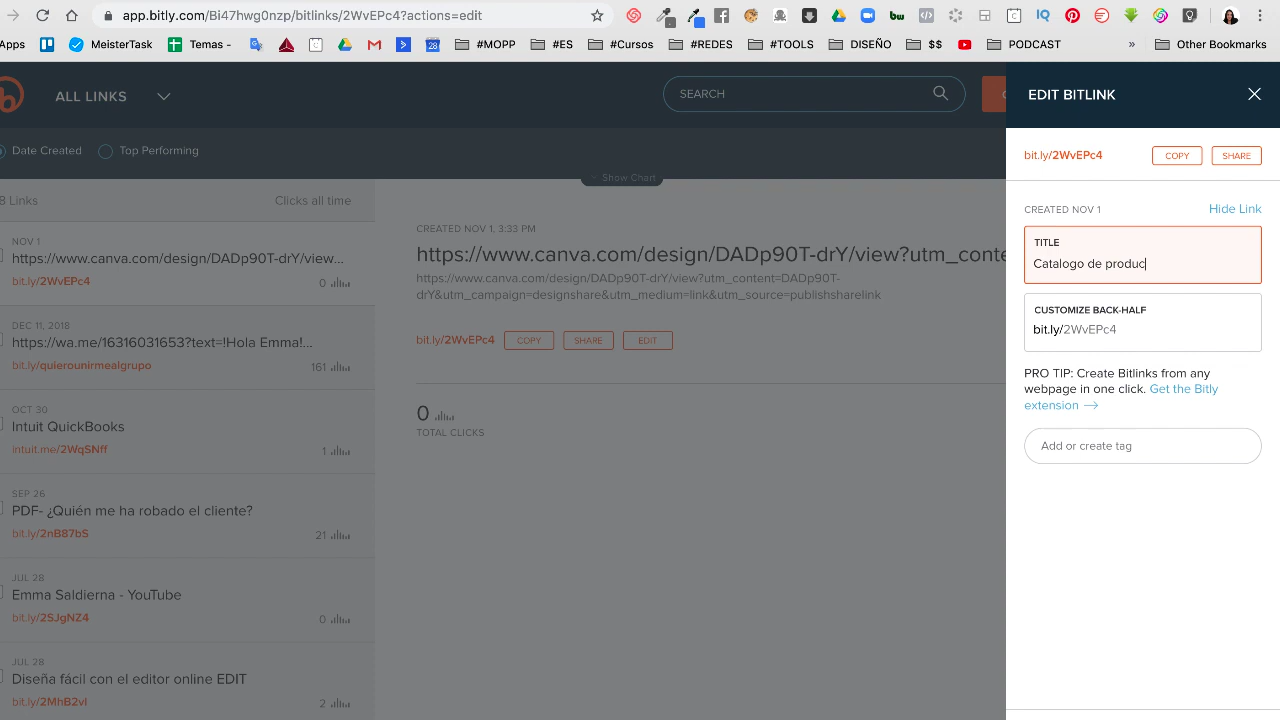 app.bitly.com/Bi47hwg0nzp/bitlinks/2WvEPc4?actions=edit
Apps
MeisterTask
Temas -
28
#MOPP
#ES
#Cursos
#REDES
#TOOLS
DISEÑO
$$
PODCAST
»
Other Bookmarks
ALL LINKS
SEARCH
Date Created
Top Performing
Show Chart
8 Links
Clicks all time
NOV 1
https://www.canva.com/design/DADp90T-drY/view...
bit.ly/2WvEPc4
0
DEC 11, 2018
https://wa.me/16316031653?text=!Hola Emma!...
bit.ly/quierounirmealgrupo
161
OCT 30
Intuit QuickBooks
intuit.me/2WqSNff
1
SEP 26
PDF- ¿Quién me ha robado el cliente?
bit.ly/2nB87bS
21
JUL 28
Emma Saldierna - YouTube
bit.ly/2SJgNZ4
0
JUL 28
Diseña fácil con el editor online EDIT
bit.ly/2MhB2vI
2
CREATED NOV 1, 3:33 PM
https://www.canva.com/design/DADp90T-drY/view?utm_conte
https://www.canva.com/design/DADp90T-drY/view?utm_content=DADp90T-
drY&utm_campaign=designshare&utm_medium=link&utm_source=publishsharelink
bit.ly/2WvEPc4
COPY
SHARE
EDIT
0
TOTAL CLICKS
EDIT BITLINK
bit.ly/2WvEPc4
COPY
SHARE
CREATED NOV 1
Hide Link
TITLE
Catalogo de produc
CUSTOMIZE BACK-HALF
bit.ly/2WvEPc4
PRO TIP: Create Bitlinks from any
webpage in one click. Get the Bitly
extension →
Add or create tag